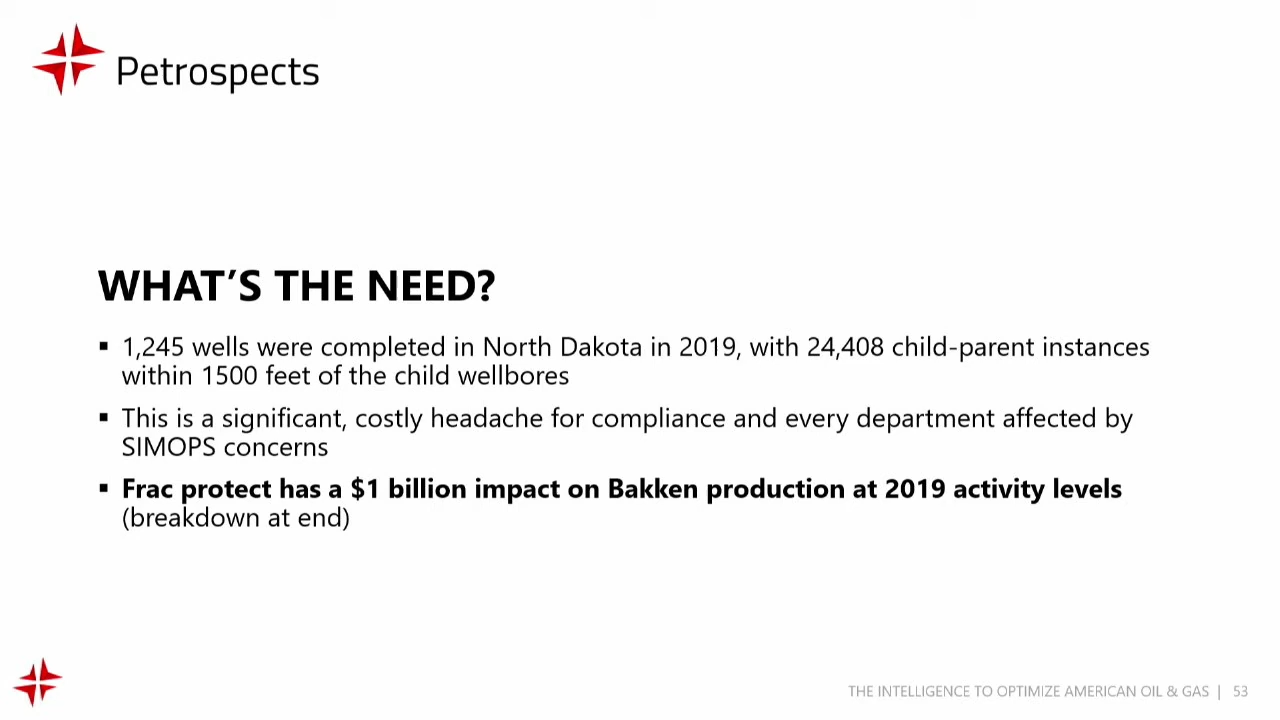 Petrospects
WHAT’S THE NEED?
▪ 1,245 wells were completed in North Dakota in 2019, with 24,408 child-parent instances
within 1500 feet of the child wellbores
▪ This is a significant, costly headache for compliance and every department affected by
SIMOPS concerns
▪ Frac protect has a $1 billion impact on Bakken production at 2019 activity levels
(breakdown at end)
THE INTELLIGENCE TO OPTIMIZE AMERICAN OIL & GAS | 53